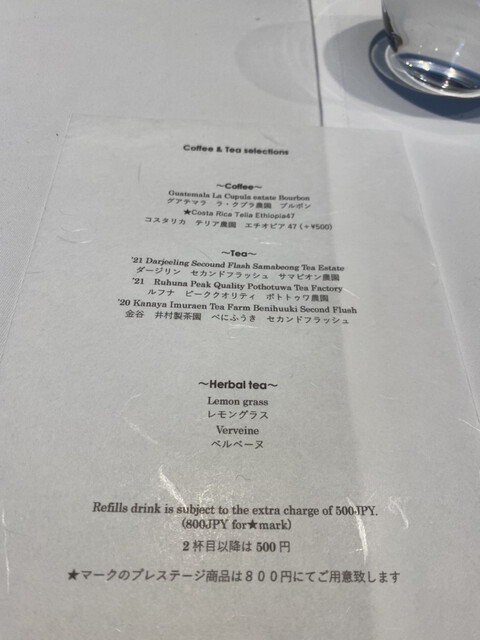 Coffee & Tea selections
～Coffee～
Guatemala La Cupula estate Bourbon
グアテマラ ラ・クプラ農園 ブルボン
★Costa Rica Telia Ethiopia47
コスタリカ テリア農園 エチオピア 47 (+¥500)
～Tea～
'21 Darjeeling Secound Flash Samabeong Tea Estate
ダージリン セカンドフラッシュ サマビオン農園
'21 Ruhuna Peak Quality Pothotuwa Tea Factory
ルフナ ピーククオリティ ポトトゥワ農園
'20 Kanaya Imuraen Tea Farm Benihuuki Second Flush
金谷 井村製茶園 べにふうき セカンドフラッシュ
～Herbal tea～
Lemon grass
レモングラス
Verveine
ベルベーヌ
Refills drink is subject to the extra charge of 500JPY.
(800JPY for★mark)
2 杯目以降は 500 円
★マークのプレステージ商品は８００円にてご用意致します